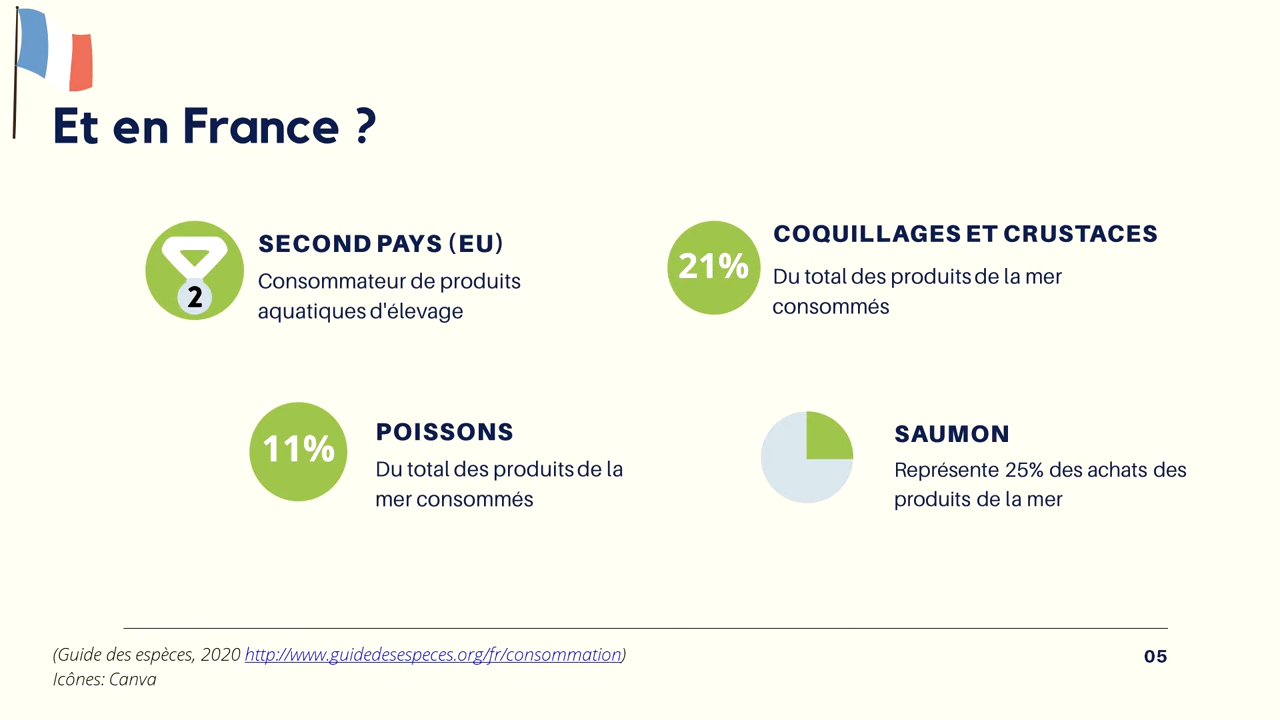 Et en France ?
2
SECOND PAYS (EU)
Consommateur de produits
aquatiques d'élevage
21%
COQUILLAGES ET CRUSTACES
Du total des produits de la mer
consommés
11%
POISSONS
Du total des produits de la
mer consommés
SAUMON
Représente 25% des achats des
produits de la mer
(Guide des espèces, 2020 http://www.guidedesespeces.org/fr/consommation)
Icônes: Canva
05